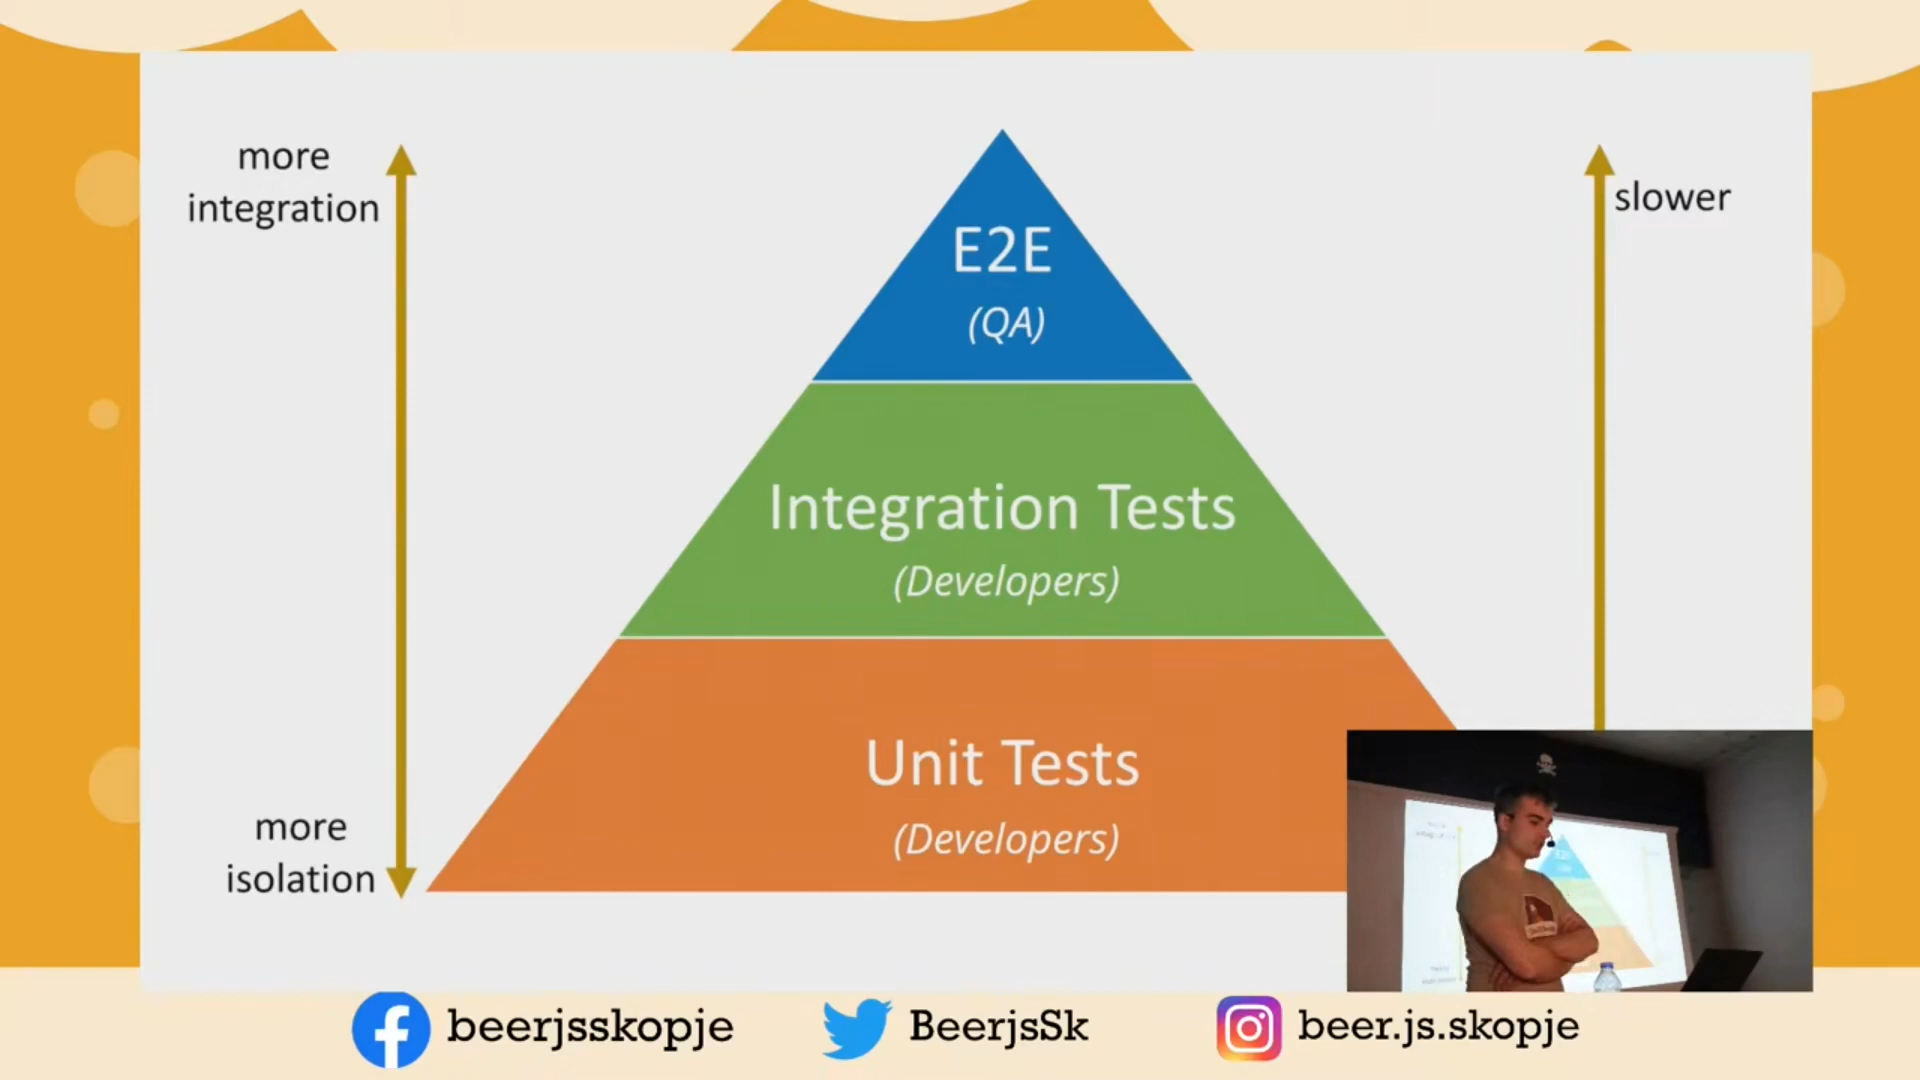 more
integration
slower
E2E
(QA)
Integration Tests
(Developers)
Unit Tests
(Developers)
more
isolation
beerjsskopje
BeerjsSk
beer.js.skopje